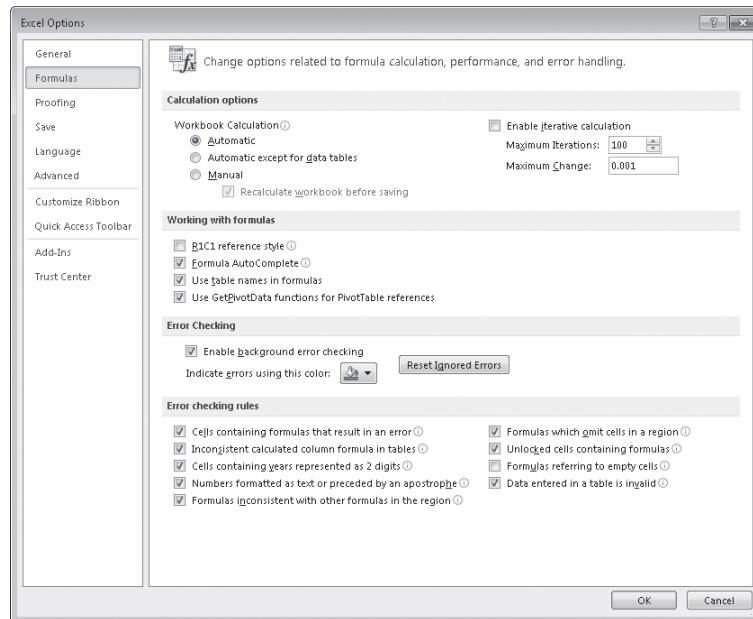 Excel Options
General
Formulas
Proofing
Save
Language
Advanced
Customize Ribbon
Quick Access Toolbar
Add-Ins
Trust Center
Change options related to formula calculation, performance, and error handling.
Calculation options
Workbook Calculation
Automatic
Automatic except for data tables
Manual
Recalculate workbook before saving
Enable iterative calculation
Maximum Iterations: 100
Maximum Change: 0.001
Working with formulas
R1C1 reference style
Formula AutoComplete
Use table names in formulas
Use GetPivotData functions for PivotTable references
Error Checking
Enable background error checking
Indicate errors using this color:
Reset Ignored Errors
Error checking rules
Cells containing formulas that result in an error
Inconsistent calculated column formula in tables
Cells containing years represented as 2 digits
Numbers formatted as text or preceded by an apostrophe
Formulas inconsistent with other formulas in the region
Formulas which omit cells in a region
Unlocked cells containing formulas
Formulas referring to empty cells
Data entered in a table is invalid
OK
Cancel